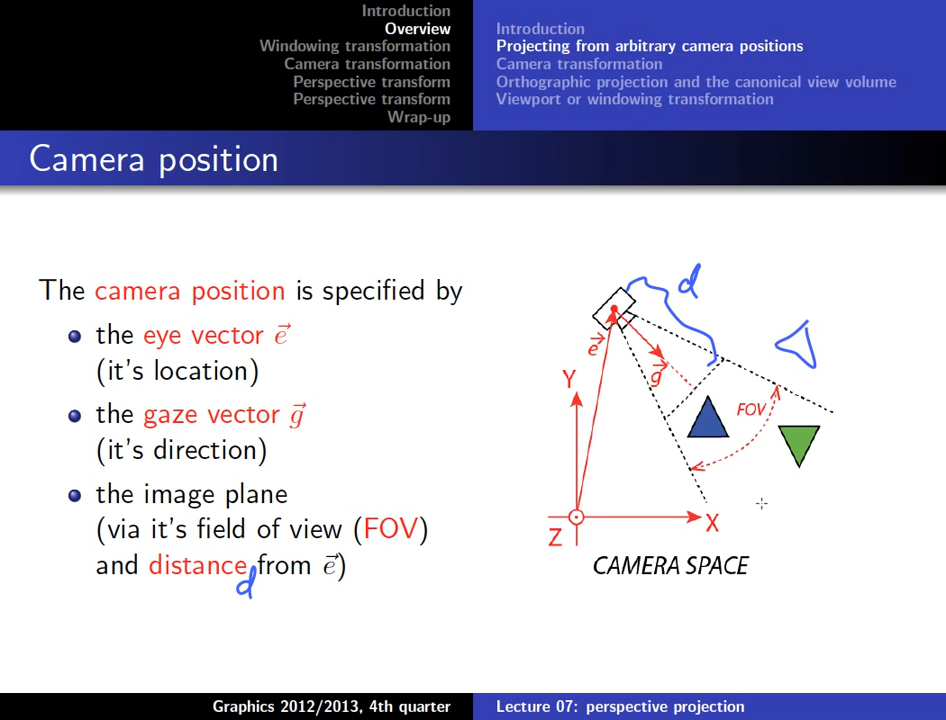 Introduction
Overview
Windowing transformation
Camera transformation
Perspective transform
Perspective transform
Wrap-up
Introduction
Projecting from arbitrary camera positions
Camera transformation
Orthographic projection and the canonical view volume
Viewport or windowing transformation
Camera position
The camera position is specified by
the eye vector e⃗
(it's location)
the gaze vector g⃗
(it's direction)
the image plane
(via it's field of view (FOV)
and distance from e⃗)
d
d
e⃗
g⃗
Y
FOV
X
Z
CAMERA SPACE
Graphics 2012/2013, 4th quarter
Lecture 07: perspective projection